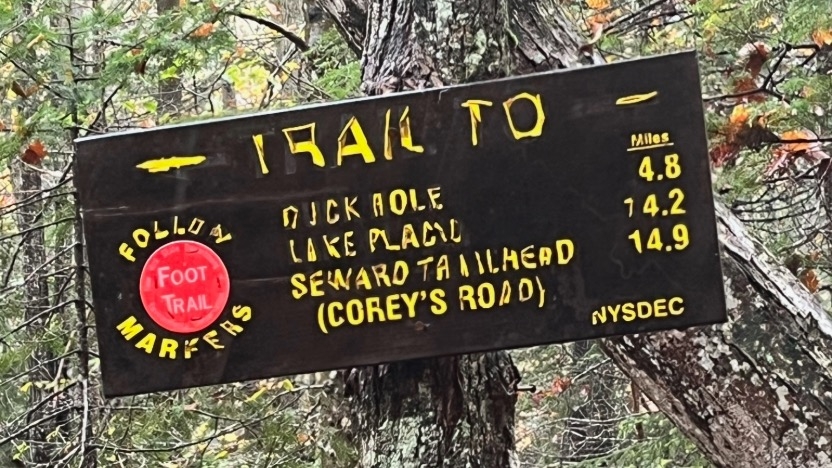 TRAIL TO
Miles
DUCK HOLE 4.8
LAKE PLACID 14.2
SEWARD TRAILHEAD 14.9
(COREY'S ROAD)
FOLLOW
FOOT
TRAIL
MARKERS
NYSDEC